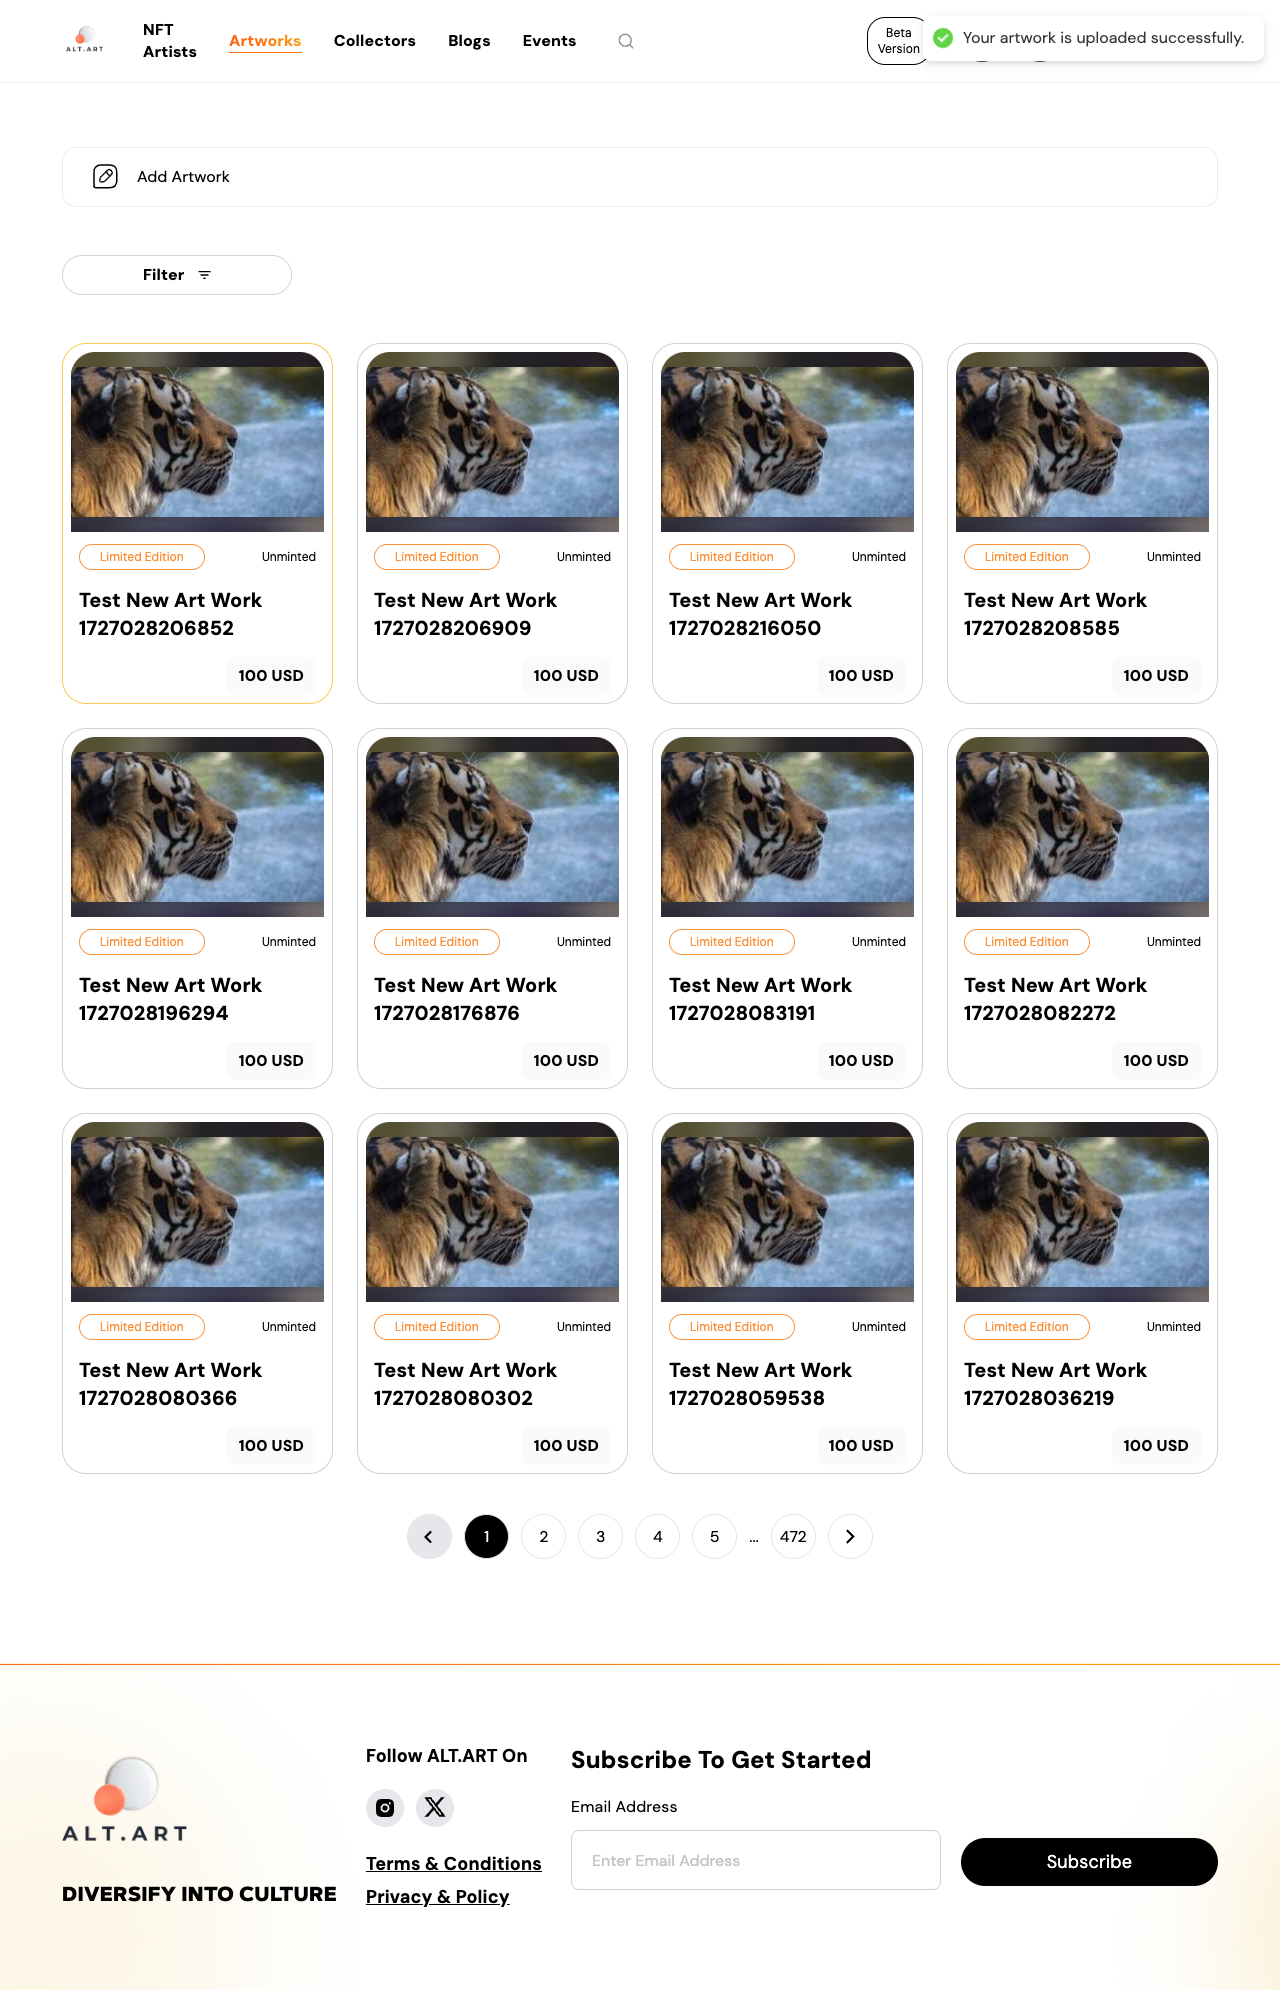 ALT.ART
NFT
Artists
Artworks
Collectors
Blogs
Events
Beta
Version
Your artwork is uploaded successfully.
Add Artwork
Filter
Limited Edition
Unminted
Test New Art Work
1727028206852
100 USD
Limited Edition
Unminted
Test New Art Work
1727028206909
100 USD
Limited Edition
Unminted
Test New Art Work
1727028216050
100 USD
Limited Edition
Unminted
Test New Art Work
1727028208585
100 USD
Limited Edition
Unminted
Test New Art Work
1727028196294
100 USD
Limited Edition
Unminted
Test New Art Work
1727028176876
100 USD
Limited Edition
Unminted
Test New Art Work
1727028083191
100 USD
Limited Edition
Unminted
Test New Art Work
1727028082272
100 USD
Limited Edition
Unminted
Test New Art Work
1727028080366
100 USD
Limited Edition
Unminted
Test New Art Work
1727028080302
100 USD
Limited Edition
Unminted
Test New Art Work
1727028059538
100 USD
Limited Edition
Unminted
Test New Art Work
1727028036219
100 USD
1 2 3 4 5 ... 472
ALT.ART
DIVERSIFY INTO CULTURE
Follow ALT.ART On
Terms & Conditions
Privacy & Policy
Subscribe To Get Started
Email Address
Enter Email Address
Subscribe